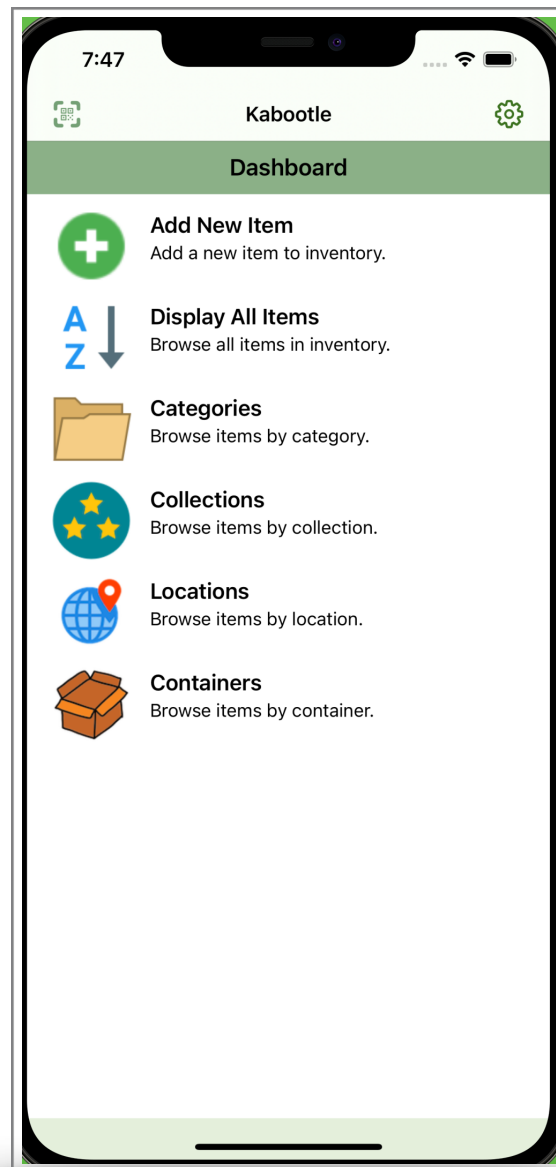 7:47
Kabootle
Dashboard
Add New Item
Add a new item to inventory.
A
Z
Display All Items
Browse all items in inventory.
Categories
Browse items by category.
Collections
Browse items by collection.
Locations
Browse items by location.
Containers
Browse items by container.